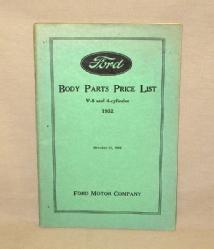 Ford
BODY PARTS PRICE LIST
V-8 and 4-cylinder
1932
FORD MOTOR COMPANY